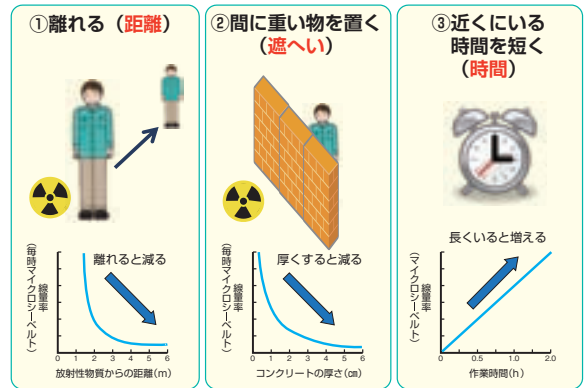 ①離れる（距離）
離れると減る
線量率
（毎時マイクロシーベルト）
0 1 2 3 4 5 6
放射性物質からの距離(m)
②間に重い物を置く
（遮へい）
厚くすると減る
線量率
（毎時マイクロシーベルト）
0 2 4 6
コンクリートの厚さ(㎝)
③近くにいる
時間を短く
（時間）
長くいると増える
線量率
（マイクロシーベルト）
0 0.5 1.2 2.0
作業時間(h)